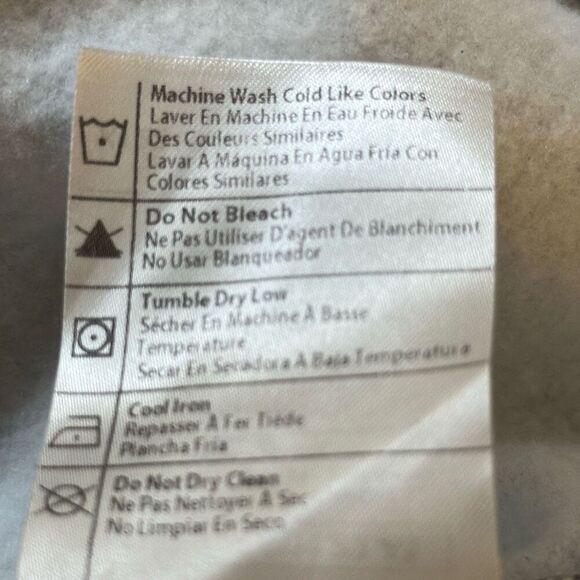 Machine Wash Cold Like Colors
Laver En Machine En Eau Froide Avec
Des Couleurs Similaires
Lavar A Máquina En Agua Fria Con
Colores Similares
Do Not Bleach
Ne Pas Utiliser D'agent De Blanchiment
No Usar Blanqueador
Tumble Dry Low
Sécher En Machine À Basse
Temperature
Secar En Secadora A Baja Temperatura
Cool Iron
Repasser À Fer Tiède
Plancha Fria
Do Not Dry Clean
Ne Pas Nettoyer À Sec
No Limpiar En Seco